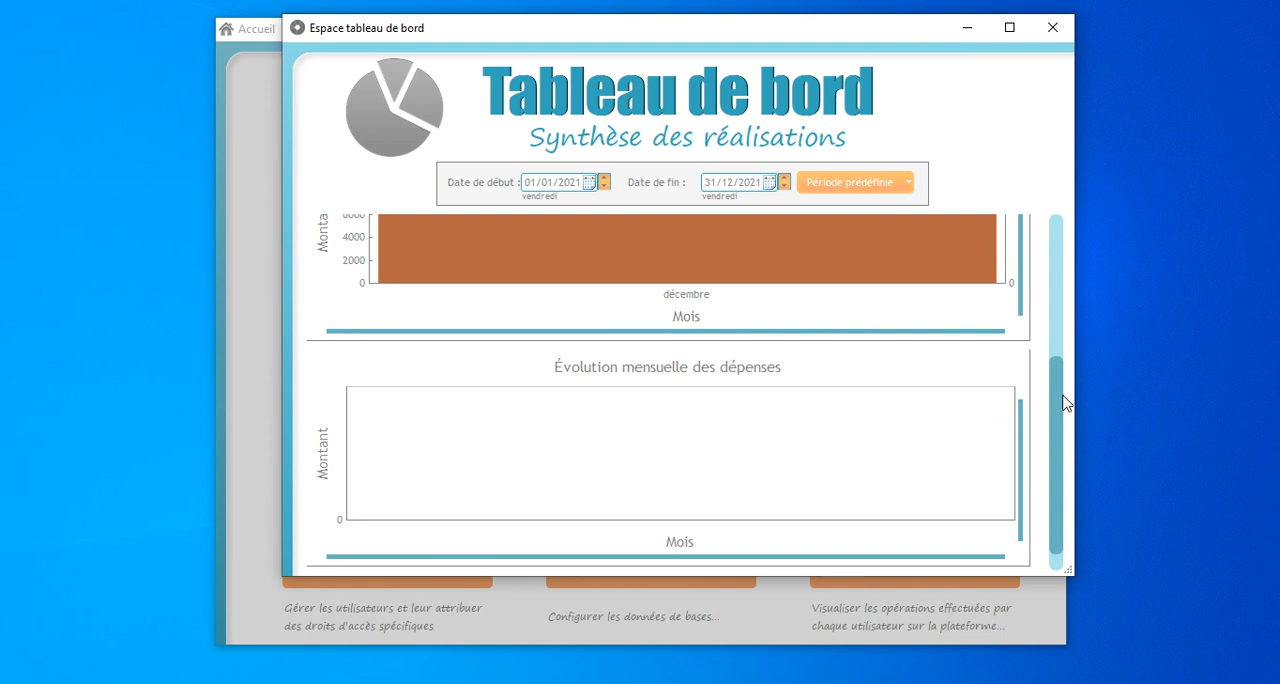 Accueil
Espace tableau de bord
Tableau de bord
Synthèse des réalisations
Date de début : 01/01/2021
vendredi
Date de fin : 31/12/2021
vendredi
Période prédéfinie
Monta
6000
4000
2000
0
0
décembre
Mois
Évolution mensuelle des dépenses
Montant
0
Mois
Gérer les utilisateurs et leur attribuer
des droits d'accès spécifiques
Configurer les données de bases...
Visualiser les opérations effectuées par
chaque utilisateur sur la plateforme...